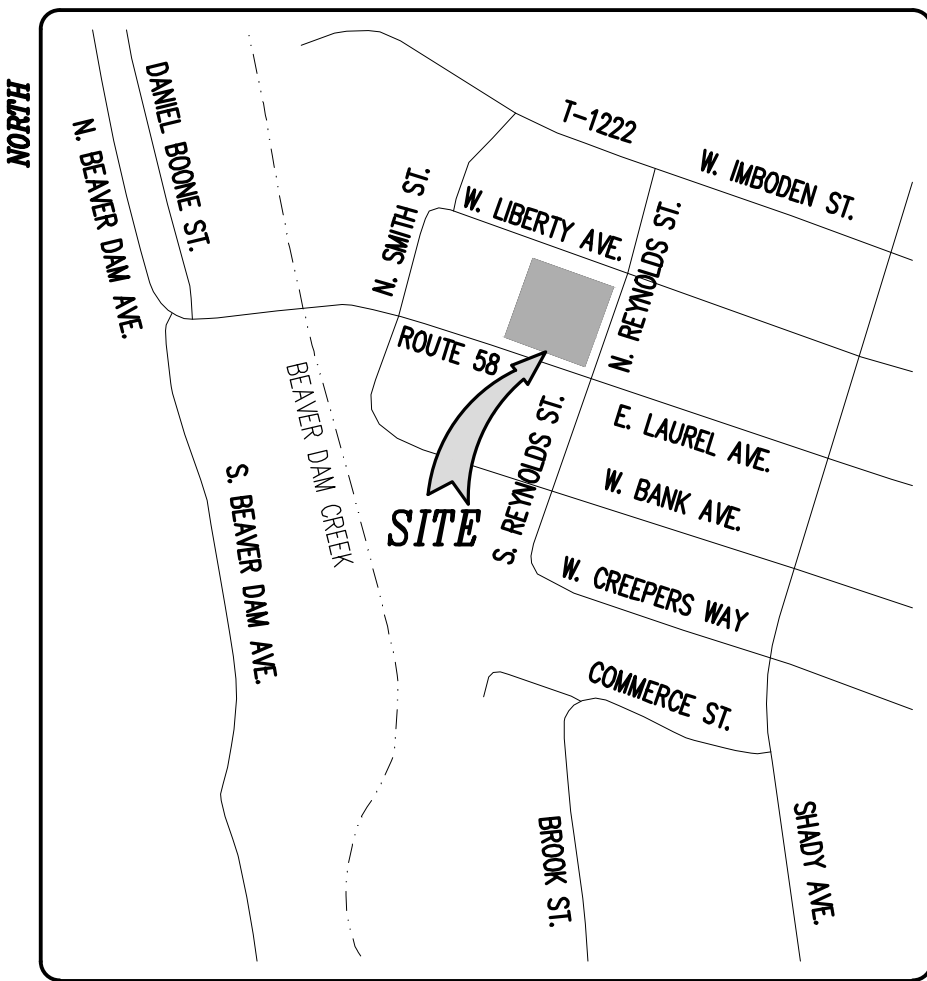 NORTH
N. BEAVER DAM AVE.
DANIEL BOONE ST.
T-1222
W. IMBODEN ST.
N. SMITH ST.
W. LIBERTY AVE.
N. REYNOLDS ST.
ROUTE 58
BEAVER DAM CREEK
E. LAUREL AVE.
S. REYNOLDS ST.
W. BANK AVE.
S. BEAVER DAM AVE.
SITE
W. CREEPERS WAY
COMMERCE ST.
BROOK ST.
SHADY AVE.